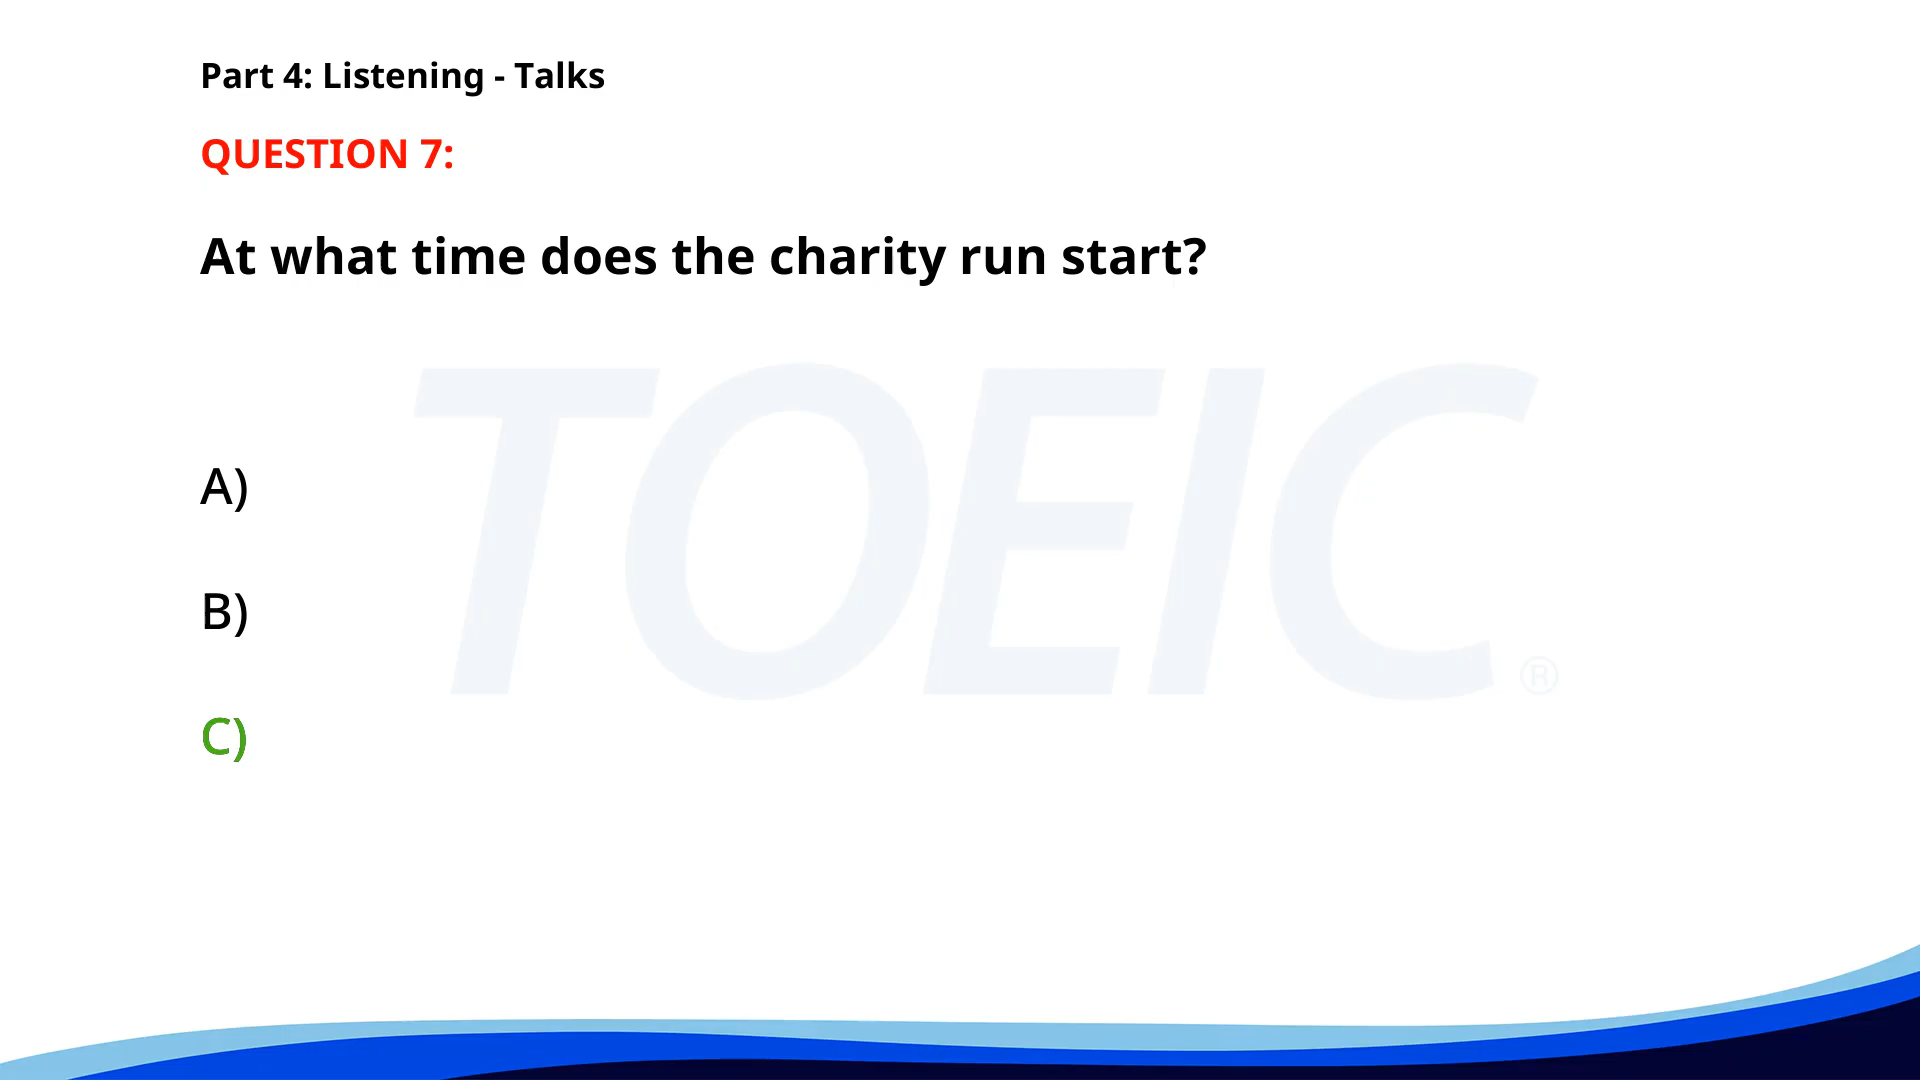 Part 4: Listening - Talks
QUESTION 7:
At what time does the charity run start?
TOEIC®
A)
B)
C)